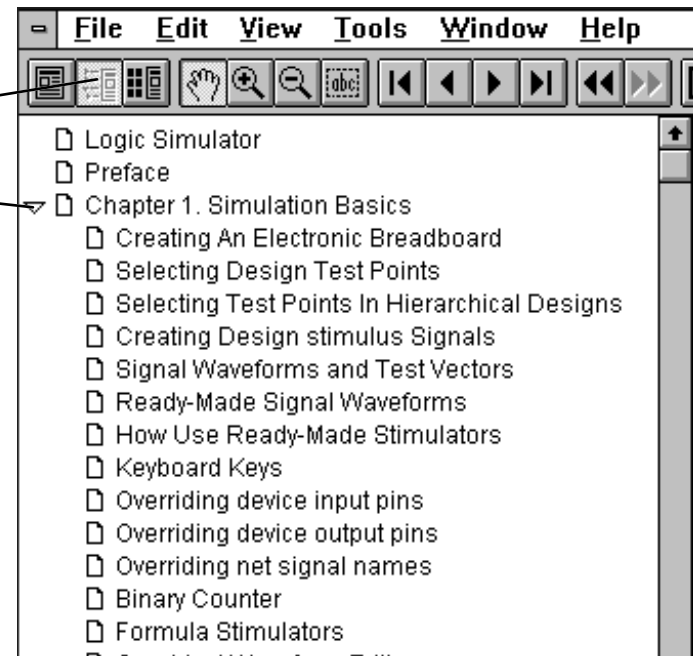 File Edit View Tools Window Help
abc
Logic Simulator
Preface
Chapter 1. Simulation Basics
Creating An Electronic Breadboard
Selecting Design Test Points
Selecting Test Points In Hierarchical Designs
Creating Design stimulus Signals
Signal Waveforms and Test Vectors
Ready-Made Signal Waveforms
How Use Ready-Made Stimulators
Keyboard Keys
Overriding device input pins
Overriding device output pins
Overriding net signal names
Binary Counter
Formula Stimulators